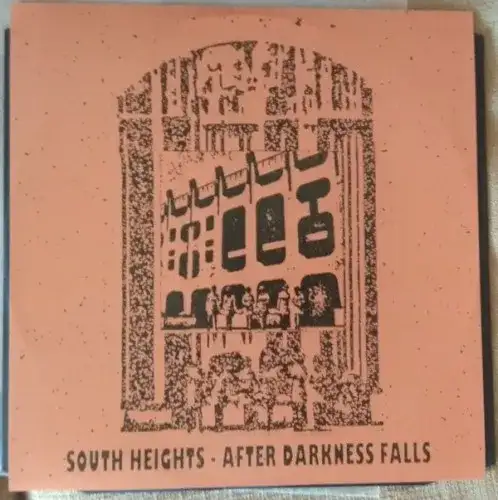 SOUTH HEIGHTS - AFTER DARKNESS FALLS